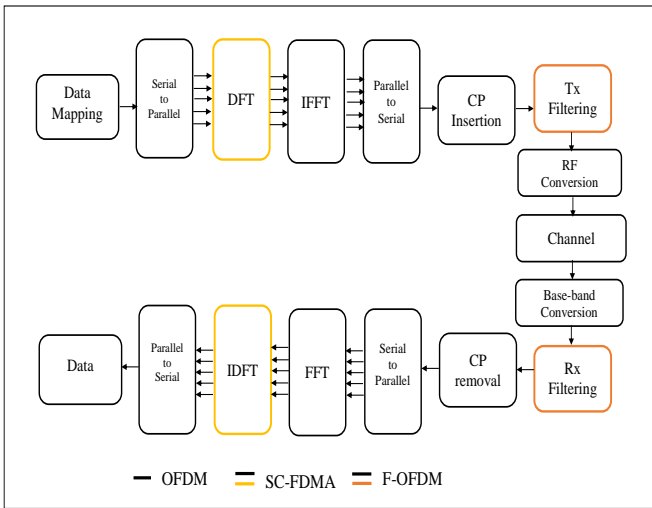 Data
Mapping
Serial
to
Parallel
DFT
IFFT
Parallel
to
Serial
CP
Insertion
Tx
Filtering
RF
Conversion
Channel
Base-band
Conversion
Rx
Filtering
CP
removal
Serial
to
Parallel
FFT
IDFT
Parallel
to
Serial
Data
OFDM
SC-FDMA
F-OFDM